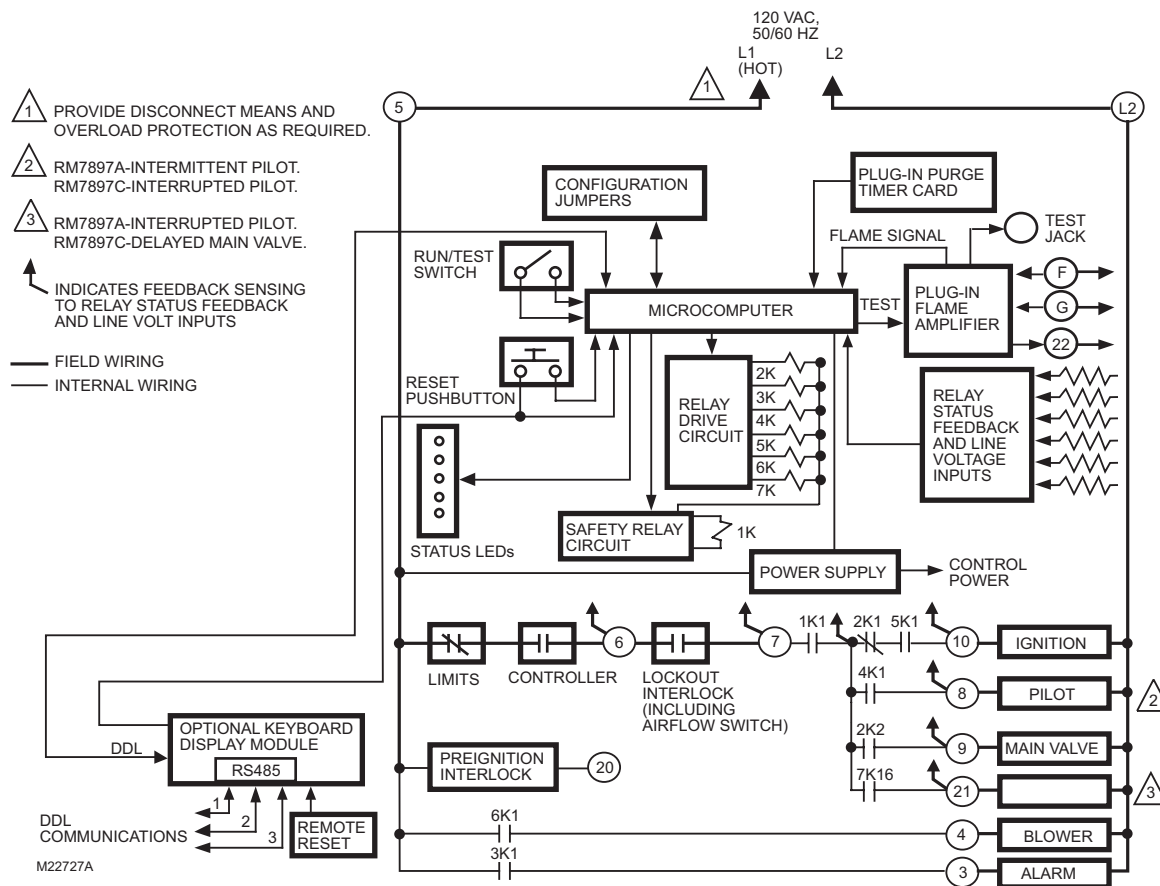 120 VAC,
50/60 HZ
L1
(HOT)
L2
1
5
L2
1 PROVIDE DISCONNECT MEANS AND
OVERLOAD PROTECTION AS REQUIRED.
2 RM7897A-INTERMITTENT PILOT.
RM7897C-INTERRUPTED PILOT.
3 RM7897A-INTERRUPTED PILOT.
RM7897C-DELAYED MAIN VALVE.
INDICATES FEEDBACK SENSING
TO RELAY STATUS FEEDBACK
AND LINE VOLT INPUTS
FIELD WIRING
INTERNAL WIRING
CONFIGURATION
JUMPERS
PLUG-IN PURGE
TIMER CARD
TEST
JACK
FLAME SIGNAL
RUN/TEST
SWITCH
MICROCOMPUTER
TEST
PLUG-IN
FLAME
AMPLIFIER
F
G
22
RESET
PUSHBUTTON
RELAY
DRIVE
CIRCUIT
2K
3K
4K
5K
6K
7K
RELAY
STATUS
FEEDBACK
AND LINE
VOLTAGE
INPUTS
STATUS LEDs
SAFETY RELAY
CIRCUIT
1K
POWER SUPPLY
CONTROL
POWER
LIMITS
CONTROLLER
6
LOCKOUT
INTERLOCK
(INCLUDING
AIRFLOW SWITCH)
7
1K1
2K1
5K1
10
IGNITION
4K1
8
PILOT
2
2K2
9
MAIN VALVE
7K16
21
3
PREIGNITION
INTERLOCK
20
6K1
4
BLOWER
3K1
3
ALARM
OPTIONAL KEYBOARD
DISPLAY MODULE
DDL
RS485
1
2
3
DDL
COMMUNICATIONS
REMOTE
RESET
M22727A